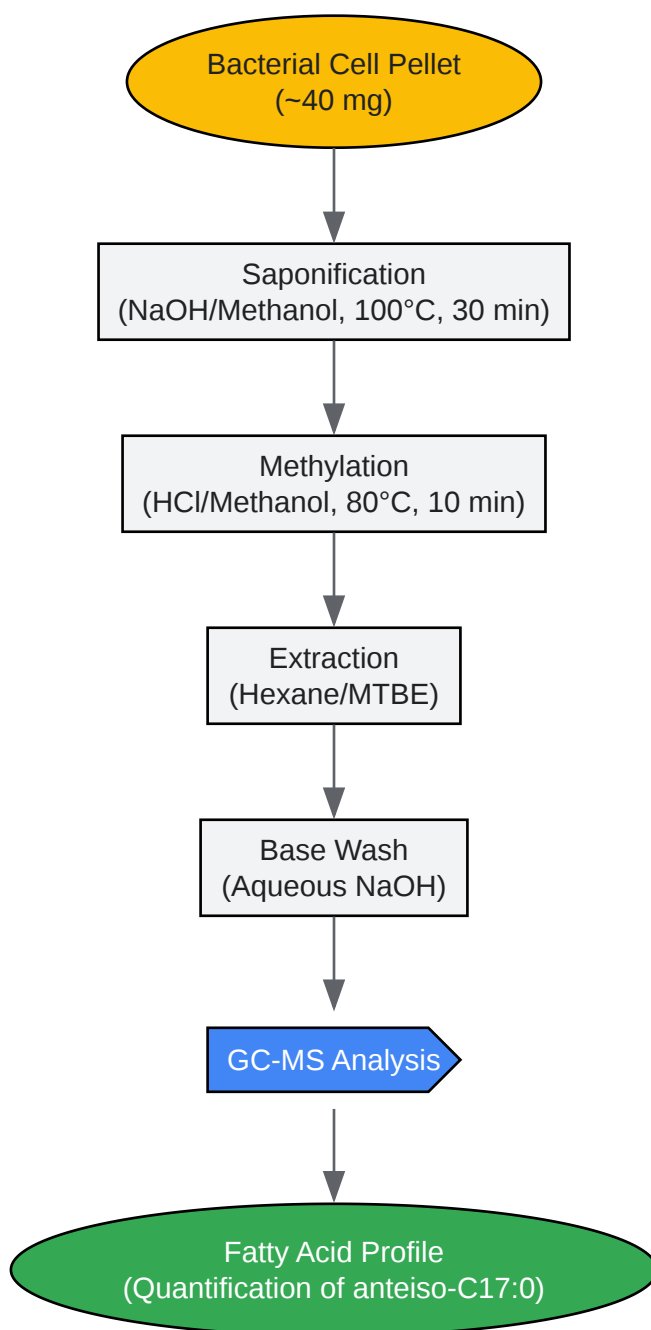 Bacterial Cell Pellet
(~40 mg)
Saponification
(NaOH/Methanol, 100°C, 30 min)
Methylation
(HCl/Methanol, 80°C, 10 min)
Extraction
(Hexane/MTBE)
Base Wash
(Aqueous NaOH)
GC-MS Analysis
Fatty Acid Profile
(Quantification of anteiso-C17:0)